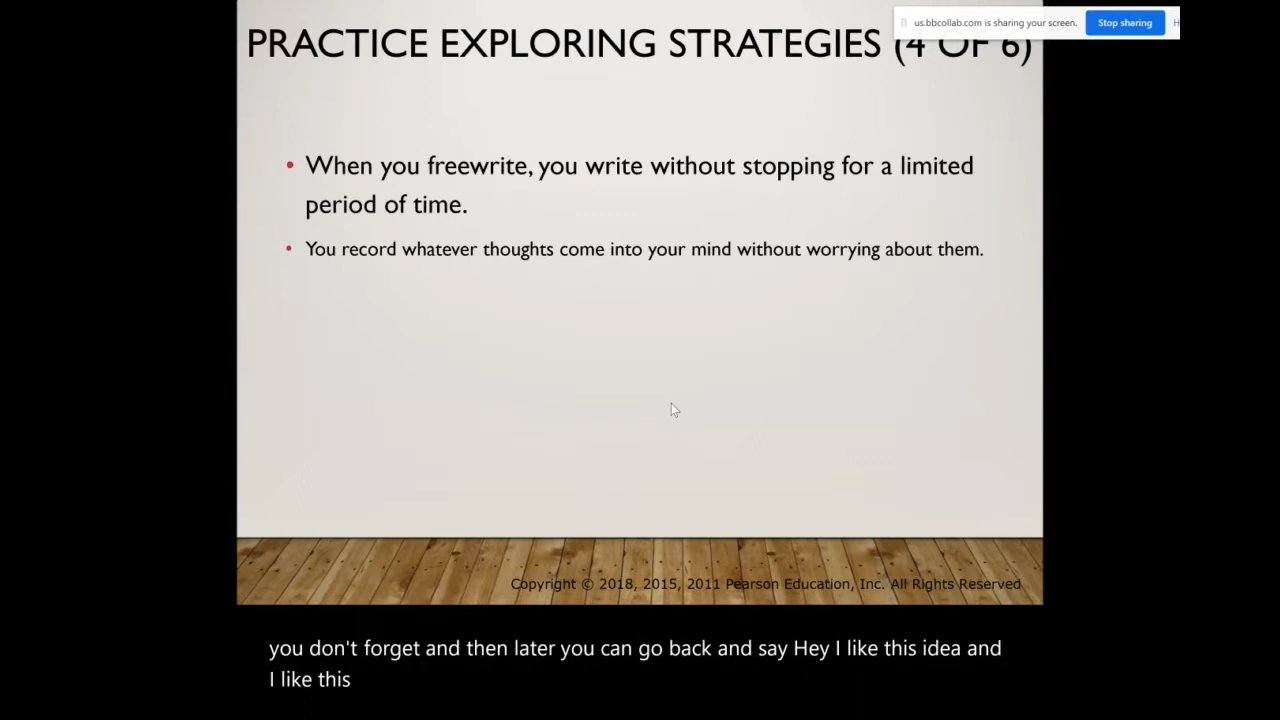 us.bbcollab.com is sharing your screen.
Stop sharing
PRACTICE EXPLORING STRATEGIES (4 OF 6)
• When you freewrite, you write without stopping for a limited
period of time.
• You record whatever thoughts come into your mind without worrying about them.
Copyright © 2018, 2015, 2011 Pearson Education, Inc. All Rights Reserved
you don't forget and then later you can go back and say Hey I like this idea and
I like this